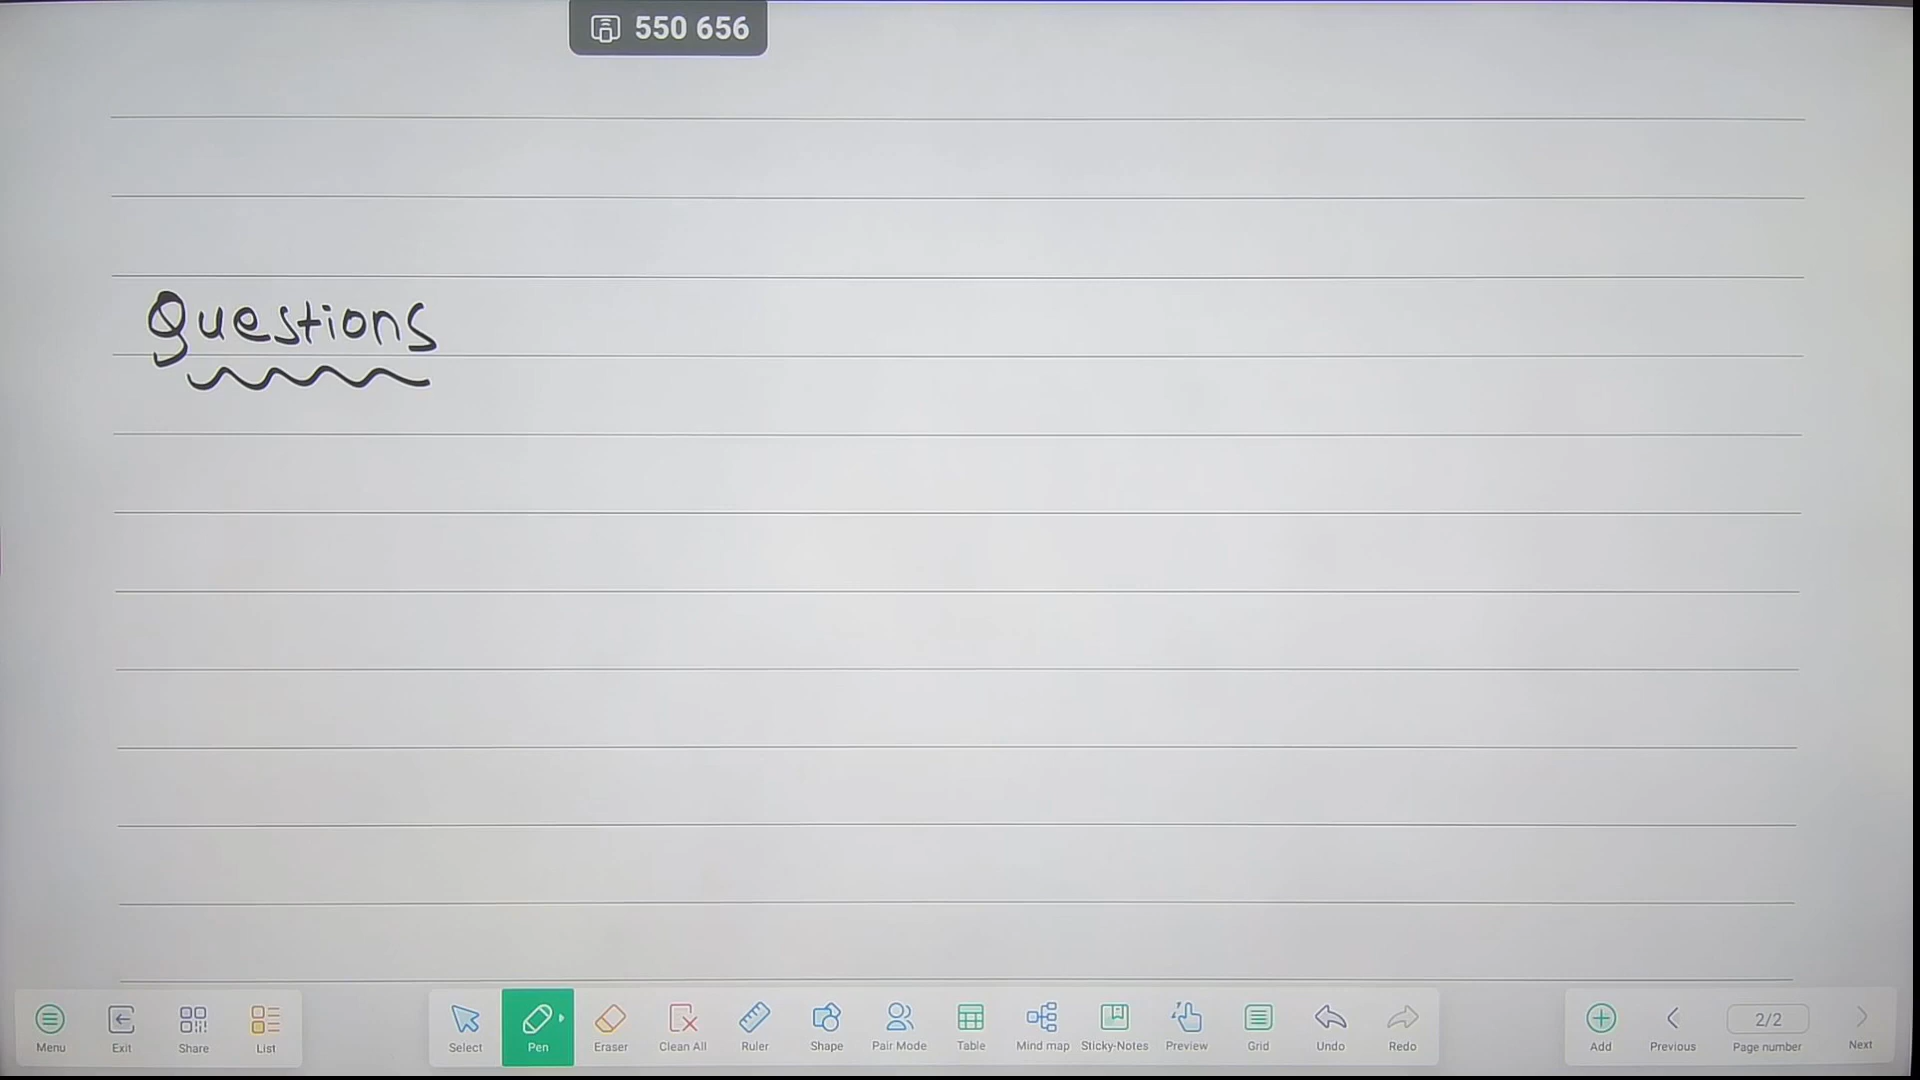 550 656
Questions
Menu Exit Share List Select Pen Eraser Clean All Ruler Shape Pair Mode Table Mind map Sticky-Notes Preview Grid Undo Redo Add Previous 2/2 Page number Next